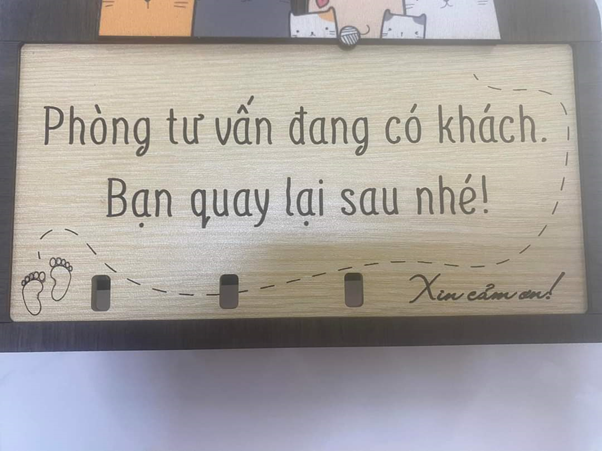 Phòng tư vấn đang có khách.
Bạn quay lại sau nhé!
Xin cảm ơn!